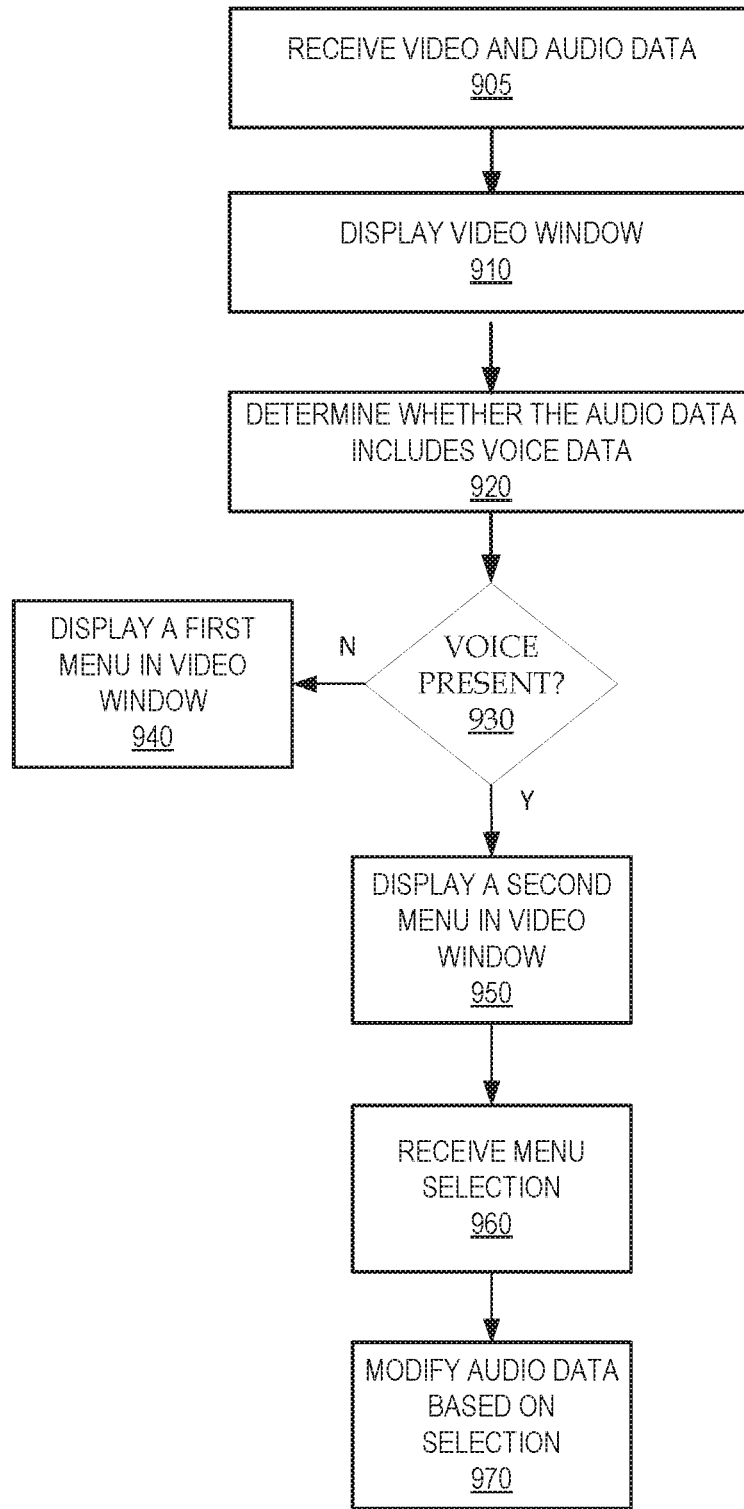 RECEIVE VIDEO AND AUDIO DATA
905
DISPLAY VIDEO WINDOW
910
DETERMINE WHETHER THE AUDIO DATA
INCLUDES VOICE DATA
920
VOICE
PRESENT?
930
N
DISPLAY A FIRST
MENU IN VIDEO
WINDOW
940
Y
DISPLAY A SECOND
MENU IN VIDEO
WINDOW
950
RECEIVE MENU
SELECTION
960
MODIFY AUDIO DATA
BASED ON
SELECTION
970